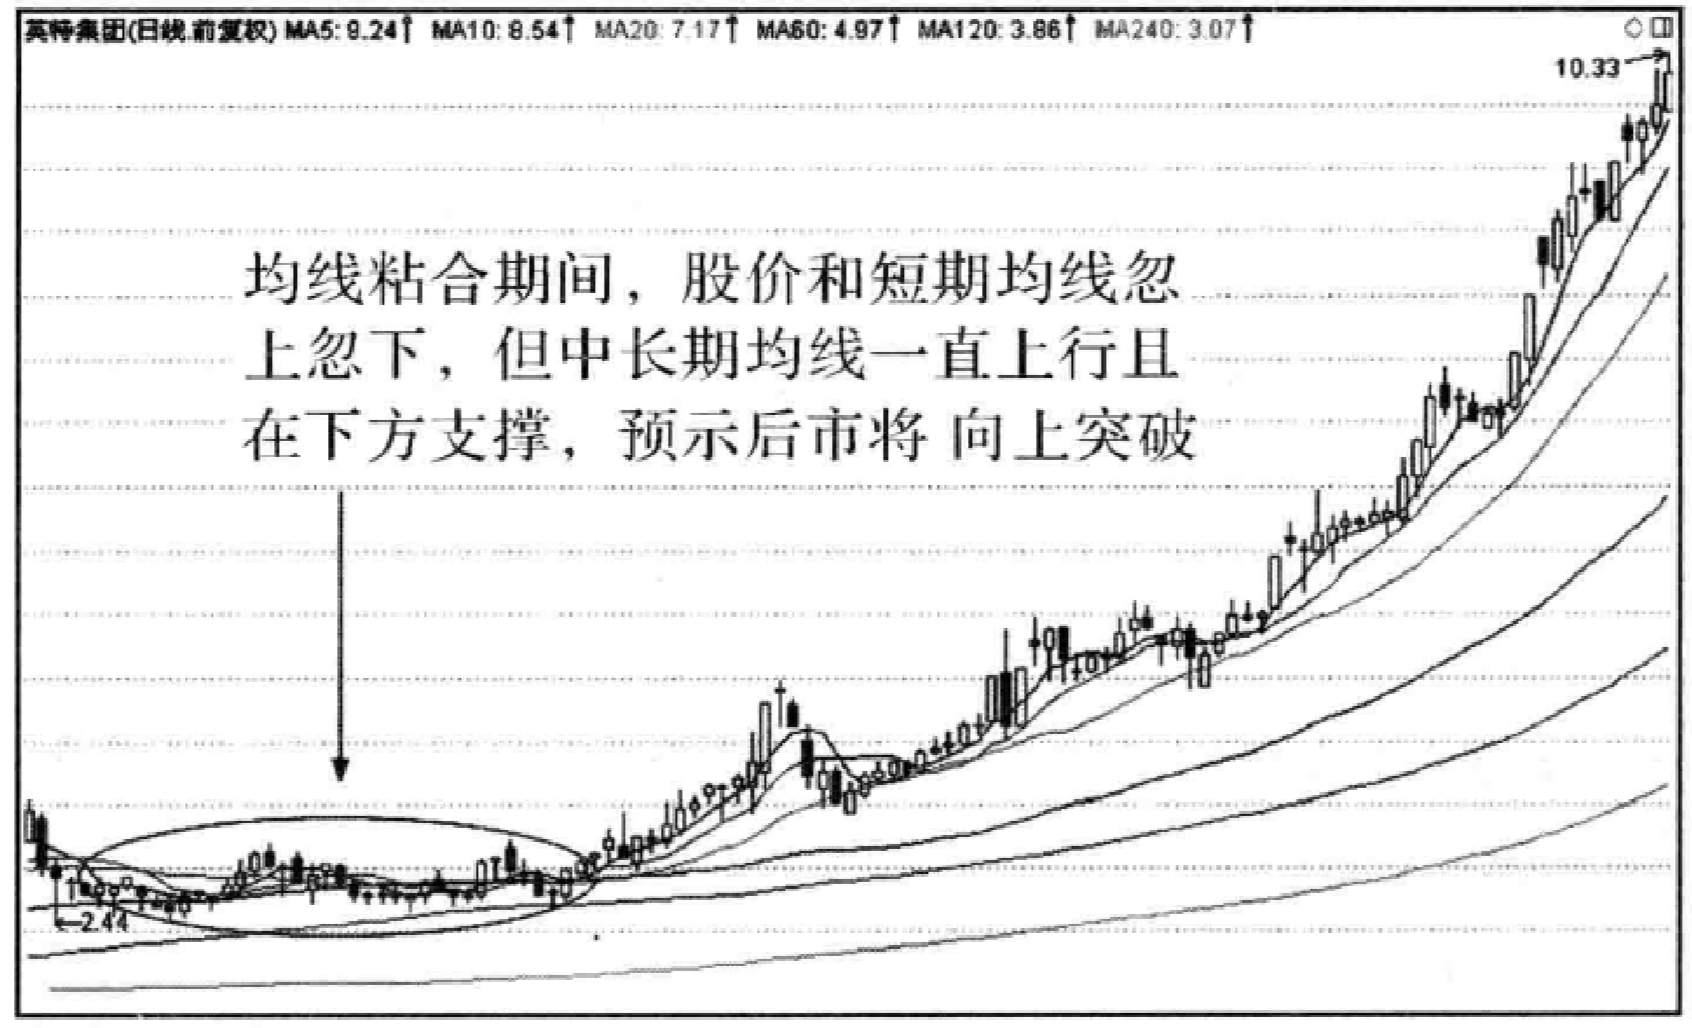 英特集团(日线.前复权) MA5: 9.24↑ MA10: 8.54↑ MA20: 7.17↑ MA60: 4.97↑ MA120: 3.86↑ MA240: 3.07↑
10.33
均线粘合期间，股价和短期均线忽
上忽下，但中长期均线一直上行且
在下方支撑，预示后市将 向上突破
2.44